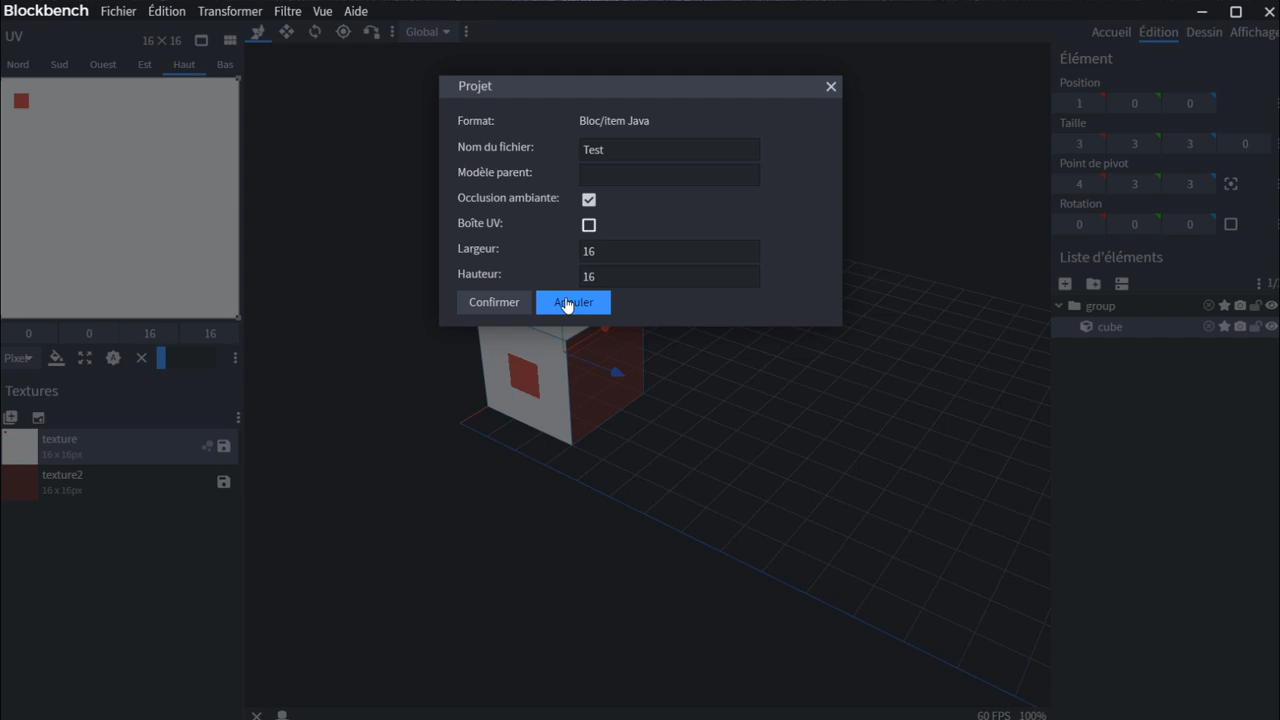 Blockbench Fichier Édition Transformer Filtre Vue Aide
UV 16 × 16
Global
Accueil Édition Dessin Affichage
Nord Sud Ouest Est Haut Bas
Projet
Format: Bloc/item Java
Nom du fichier: Test
Modèle parent:
Occlusion ambiante:
Boîte UV:
Largeur: 16
Hauteur: 16
Confirmer Annuler
Élément
Position
1 0 0
Taille
3 3 3 0
Point de pivot
4 3 3
Rotation
0 0 0
Liste d'éléments
group
cube
0 0 16 16
Pixel
Textures
texture
16 x 16px
texture2
16 x 16px
60 FPS 100%